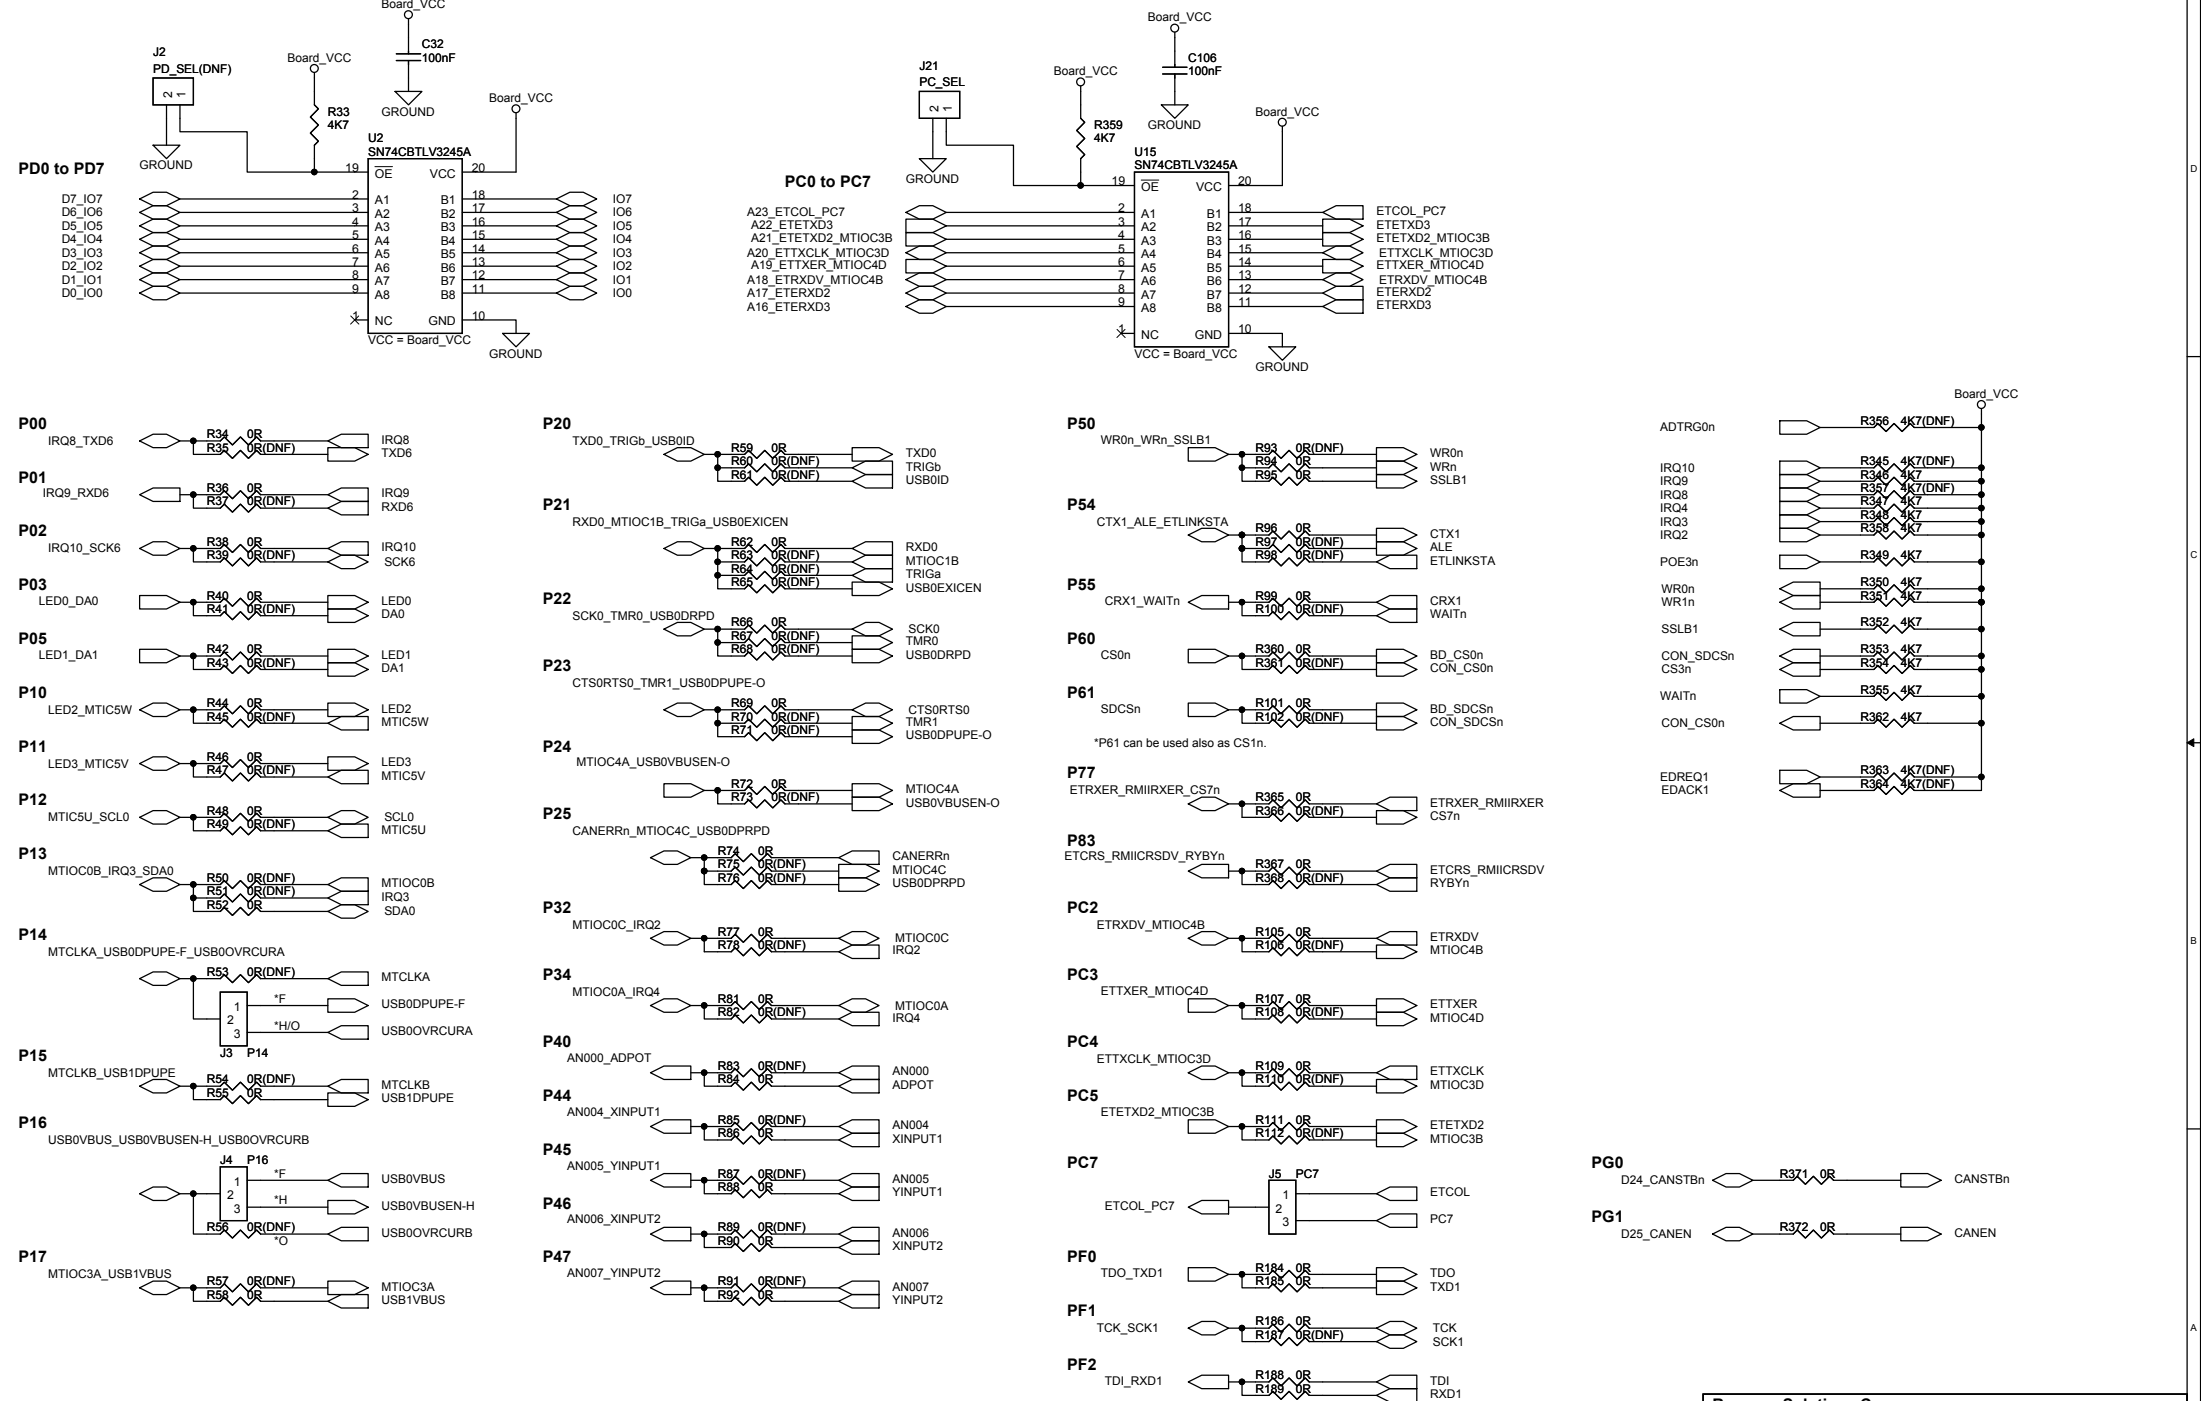 Board_VCC
C32
100nF
GROUND
J2
PD_SEL(DNF)
2 1
GROUND
Board_VCC
R33
4K7
Board_VCC
U2
SN74CBTLV3245A
PD0 to PD7
19 OE VCC 20
D7_IO7 2 A1 B1 18 IO7
D6_IO6 3 A2 B2 17 IO6
D5_IO5 4 A3 B3 16 IO5
D4_IO4 5 A4 B4 15 IO4
D3_IO3 6 A5 B5 14 IO3
D2_IO2 7 A6 B6 13 IO2
D1_IO1 8 A7 B7 12 IO1
D0_IO0 9 A8 B8 11 IO0
1 NC GND 10
VCC = Board_VCC
GROUND
Board_VCC
C106
100nF
GROUND
J21
PC_SEL
2 1
GROUND
Board_VCC
R359
4K7
Board_VCC
U15
SN74CBTLV3245A
PC0 to PC7
19 OE VCC 20
A23_ETCOL_PC7 2 A1 B1 18 ETCOL_PC7
A22_ETETXD3 3 A2 B2 17 ETETXD3
A21_ETETXD2_MTIOC3B 4 A3 B3 16 ETETXD2_MTIOC3B
A20_ETTXCLK_MTIOC3D 5 A4 B4 15 ETTXCLK_MTIOC3D
A19_ETTXER_MTIOC4D 6 A5 B5 14 ETTXER_MTIOC4D
A18_ETRXDV_MTIOC4B 7 A6 B6 13 ETRXDV_MTIOC4B
A17_ETERXD2 8 A7 B7 12 ETERXD2
A16_ETERXD3 9 A8 B8 11 ETERXD3
1 NC GND 10
VCC = Board_VCC
GROUND
P00
IRQ8_TXD6 R34 0R IRQ8
R35 0R(DNF) TXD6
P01
IRQ9_RXD6 R36 0R IRQ9
R37 0R(DNF) RXD6
P02
IRQ10_SCK6 R38 0R IRQ10
R39 0R(DNF) SCK6
P03
LED0_DA0 R40 0R LED0
R41 0R(DNF) DA0
P05
LED1_DA1 R42 0R LED1
R43 0R(DNF) DA1
P10
LED2_MTIC5W R44 0R LED2
R45 0R(DNF) MTIC5W
P11
LED3_MTIC5V R46 0R LED3
R47 0R(DNF) MTIC5V
P12
MTIC5U_SCL0 R48 0R SCL0
R49 0R(DNF) MTIC5U
P13
MTIOC0B_IRQ3_SDA0
R50 0R(DNF) MTIOC0B
R51 0R(DNF) IRQ3
R52 0R SDA0
P14
MTCLKA_USB0DPUPE-F_USB0OVRCURA
R53 0R(DNF) MTCLKA
1 *F USB0DPUPE-F
2
3 *H/O USB0OVRCURA
J3 P14
P15
MTCLKB_USB1DPUPE
R54 0R(DNF) MTCLKB
R55 0R USB1DPUPE
P16
USB0VBUS_USB0VBUSEN-H_USB0OVRCURB
J4 P16
1 *F USB0VBUS
2
3 *H USB0VBUSEN-H
R56 0R(DNF) USB0OVRCURB
*O
P17
MTIOC3A_USB1VBUS
R57 0R(DNF) MTIOC3A
R58 0R USB1VBUS
P20
TXD0_TRIGb_USB0ID
R59 0R TXD0
R60 0R(DNF) TRIGb
R61 0R(DNF) USB0ID
P21
RXD0_MTIOC1B_TRIGa_USB0EXICEN
R62 0R RXD0
R63 0R(DNF) MTIOC1B
R64 0R(DNF) TRIGa
R65 0R(DNF) USB0EXICEN
P22
SCK0_TMR0_USB0DRPD
R66 0R SCK0
R67 0R(DNF) TMR0
R68 0R(DNF) USB0DRPD
P23
CTS0RTS0_TMR1_USB0DPUPE-O
R69 0R CTS0RTS0
R70 0R(DNF) TMR1
R71 0R(DNF) USB0DPUPE-O
P24
MTIOC4A_USB0VBUSEN-O
R72 0R MTIOC4A
R73 0R(DNF) USB0VBUSEN-O
P25
CANERRn_MTIOC4C_USB0DPRPD
R74 0R CANERRn
R75 0R(DNF) MTIOC4C
R76 0R(DNF) USB0DPRPD
P32
MTIOC0C_IRQ2
R77 0R MTIOC0C
R78 0R(DNF) IRQ2
P34
MTIOC0A_IRQ4
R81 0R MTIOC0A
R82 0R(DNF) IRQ4
P40
AN000_ADPOT
R83 0R(DNF) AN000
R84 0R ADPOT
P44
AN004_XINPUT1
R85 0R(DNF) AN004
R86 0R XINPUT1
P45
AN005_YINPUT1
R87 0R(DNF) AN005
R88 0R YINPUT1
P46
AN006_XINPUT2
R89 0R(DNF) AN006
R90 0R XINPUT2
P47
AN007_YINPUT2
R91 0R(DNF) AN007
R92 0R YINPUT2
P50
WR0n_WRn_SSLB1
R93 0R(DNF) WR0n
R94 0R WRn
R95 0R SSLB1
P54
CTX1_ALE_ETLINKSTA
R96 0R CTX1
R97 0R(DNF) ALE
R98 0R(DNF) ETLINKSTA
P55
CRX1_WAITn R99 0R CRX1
R100 0R(DNF) WAITn
P60
CS0n R360 0R BD_CS0n
R361 0R(DNF) CON_CS0n
P61
SDCSn R101 0R BD_SDCSn
R102 0R(DNF) CON_SDCSn
*P61 can be used also as CS1n.
P77
ETRXER_RMIIRXER_CS7n
R365 0R ETRXER_RMIIRXER
R366 0R(DNF) CS7n
P83
ETCRS_RMIICRSDV_RYBYn
R367 0R ETCRS_RMIICRSDV
R368 0R(DNF) RYBYn
PC2
ETRXDV_MTIOC4B
R105 0R ETRXDV
R106 0R(DNF) MTIOC4B
PC3
ETTXER_MTIOC4D
R107 0R ETTXER
R108 0R(DNF) MTIOC4D
PC4
ETTXCLK_MTIOC3D
R109 0R ETTXCLK
R110 0R(DNF) MTIOC3D
PC5
ETETXD2_MTIOC3B
R111 0R ETETXD2
R112 0R(DNF) MTIOC3B
PC7
J5 PC7
1 ETCOL
ETCOL_PC7 2
3 PC7
PF0
TDO_TXD1 R184 0R TDO
R185 0R TXD1
PF1
TCK_SCK1 R186 0R TCK
R187 0R(DNF) SCK1
PF2
TDI_RXD1 R188 0R TDI
R189 0R RXD1
Board_VCC
ADTRG0n R356 4K7(DNF)
IRQ10 R345 4K7(DNF)
IRQ9 R346 4K7
IRQ8 R357 4K7(DNF)
IRQ4 R347 4K7
IRQ3 R348 4K7
IRQ2 R358 4K7
POE3n R349 4K7
WR0n R350 4K7
WR1n R351 4K7
SSLB1 R352 4K7
CON_SDCSn R353 4K7
CS3n R354 4K7
WAITn R355 4K7
CON_CS0n R362 4K7
EDREQ1 R363 4K7(DNF)
EDACK1 R364 4K7(DNF)
PG0
D24_CANSTBn R371 0R CANSTBn
PG1
D25_CANEN R372 0R CANEN
D
C
B
A